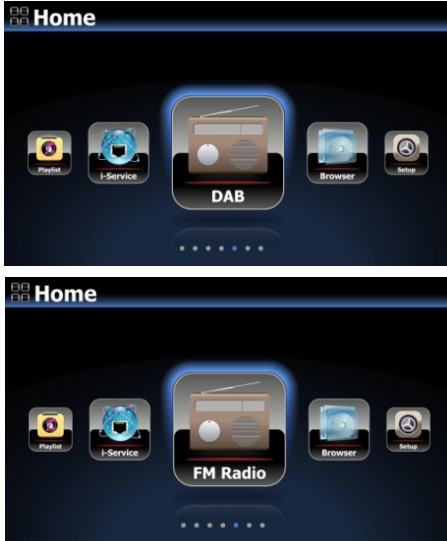 Home
Playlist
i-Service
DAB
Browser
Setup
Home
Playlist
i-Service
FM Radio
Browser
Setup